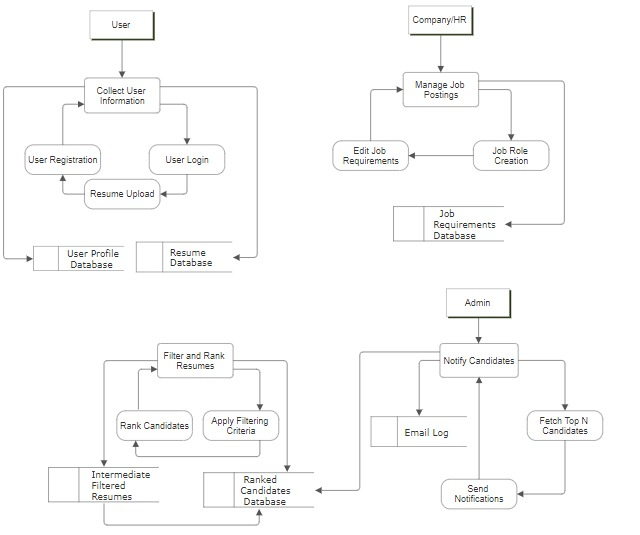 User
Company/HR
Collect User
Information
Manage Job
Postings
User Registration
User Login
Edit Job
Requirements
Job Role
Creation
Resume Upload
Job
Requirements
Database
User Profile
Database
Resume
Database
Admin
Filter and Rank
Resumes
Notify Candidates
Rank Candidates
Apply Filtering
Criteria
Email Log
Fetch Top N
Candidates
Intermediate
Filtered
Resumes
Ranked
Candidates
Database
Send
Notifications